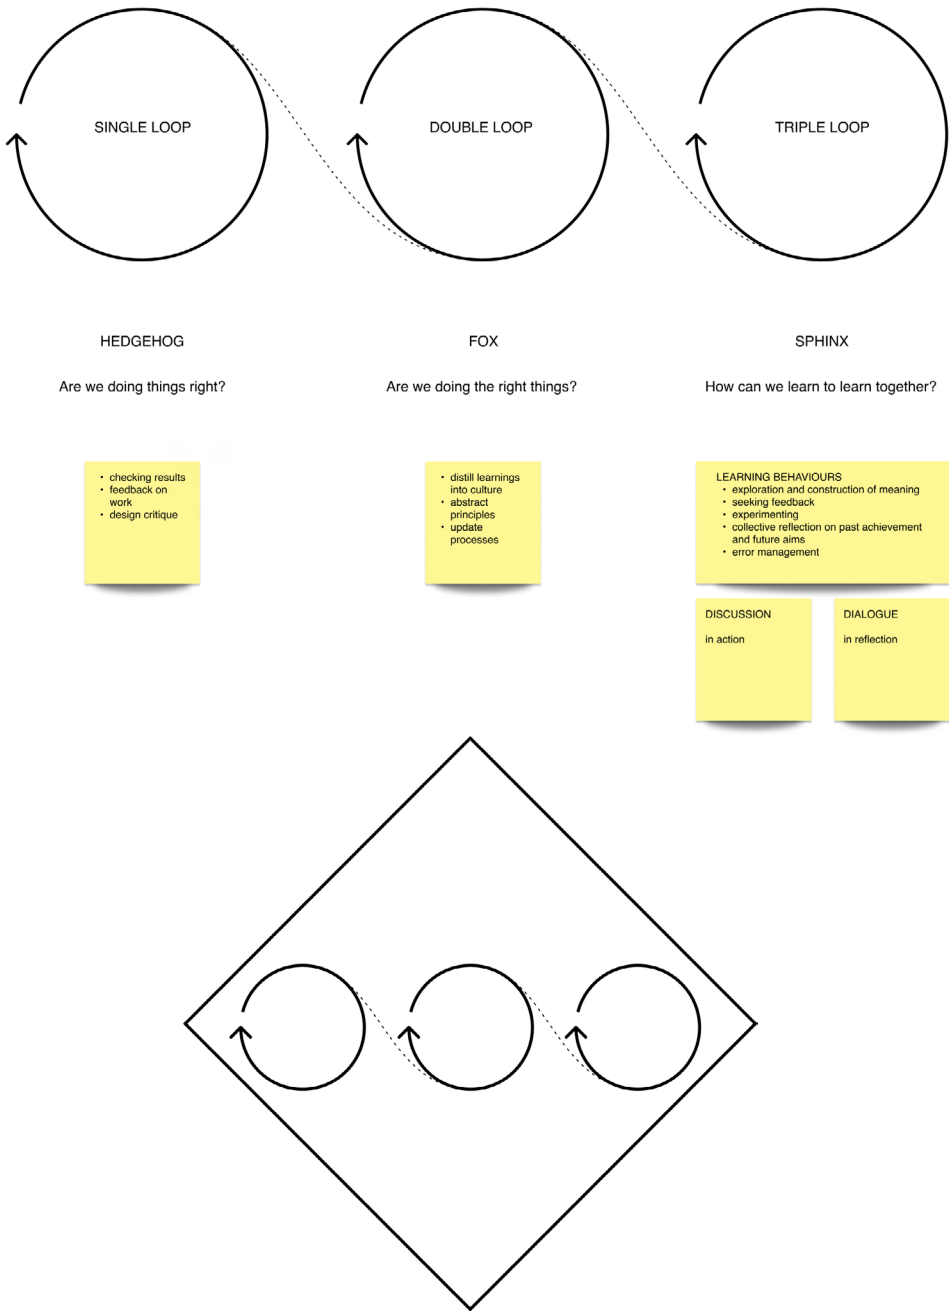 SINGLE LOOP
DOUBLE LOOP
TRIPLE LOOP
HEDGEHOG
FOX
SPHINX
Are we doing things right?
Are we doing the right things?
How can we learn to learn together?
• checking results
• feedback on
work
• design critique
• distill learnings
into culture
• abstract
principles
• update
processes
LEARNING BEHAVIOURS
• exploration and construction of meaning
• seeking feedback
• experimenting
• collective reflection on past achievement
and future aims
• error management
DISCUSSION
in action
DIALOGUE
in reflection